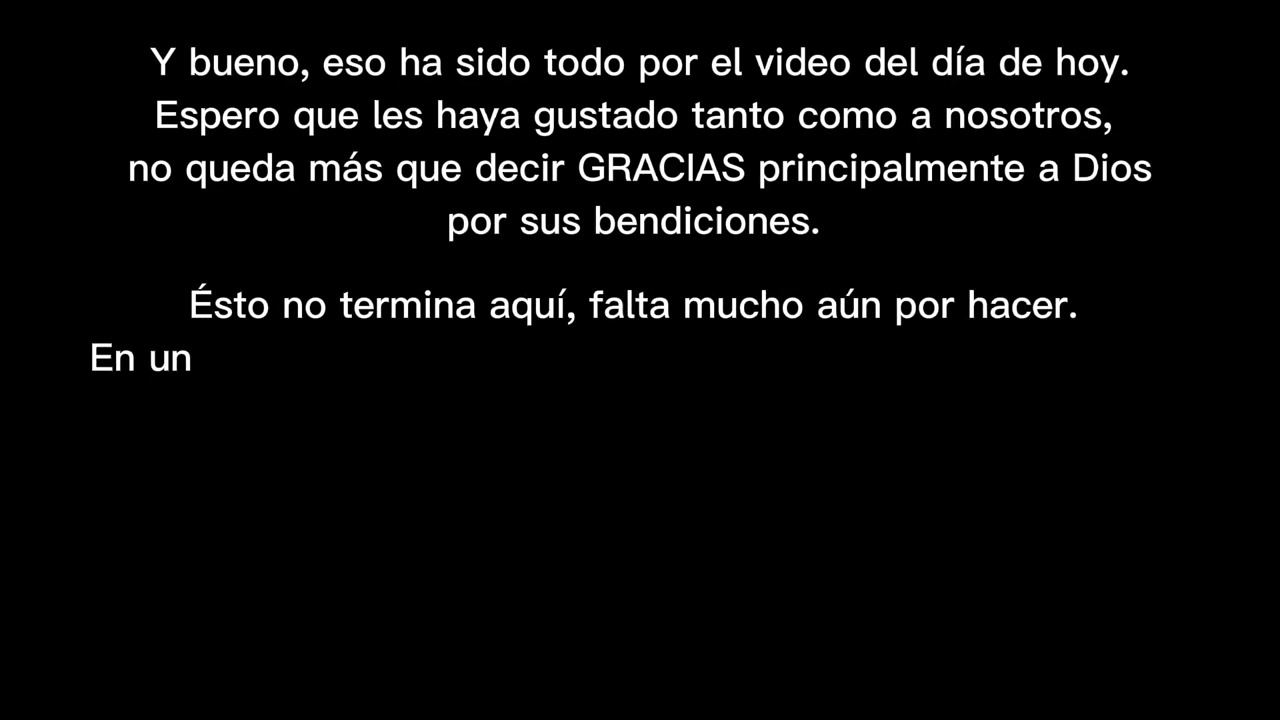 Y bueno, eso ha sido todo por el video del día de hoy.
Espero que les haya gustado tanto como a nosotros,
no queda más que decir GRACIAS principalmente a Dios
por sus bendiciones.
Ésto no termina aquí, falta mucho aún por hacer.
En un